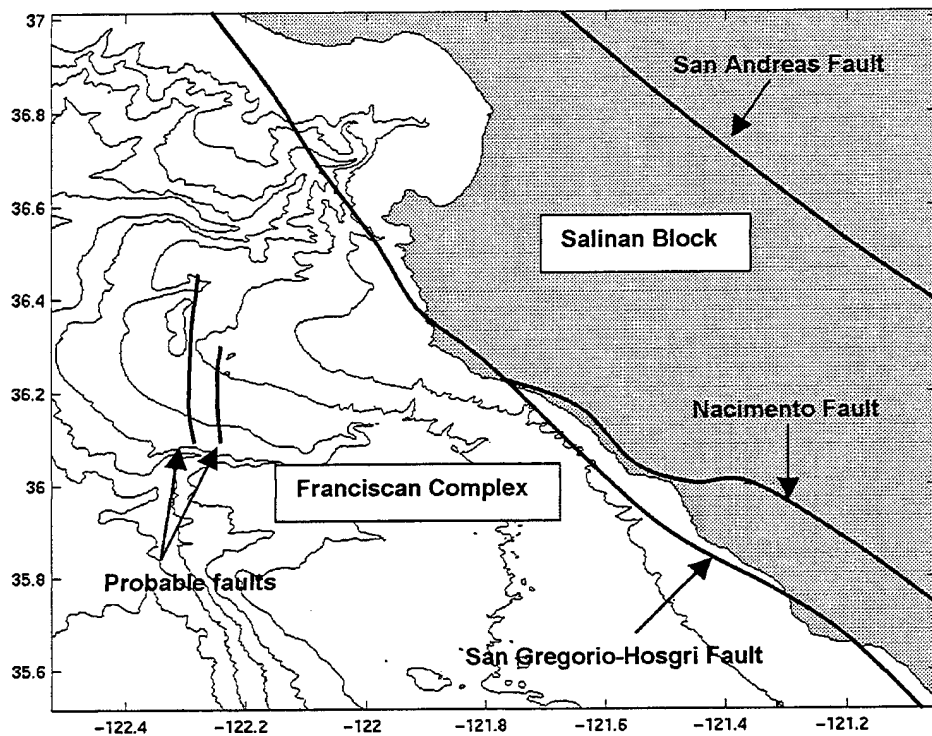 37
36.8
36.6
36.4
36.2
36
35.8
35.6
San Andreas Fault
Salinan Block
Nacimento Fault
Franciscan Complex
Probable faults
San Gregorio-Hosgri Fault
-122.4 -122.2 -122 -121.8 -121.6 -121.4 -121.2